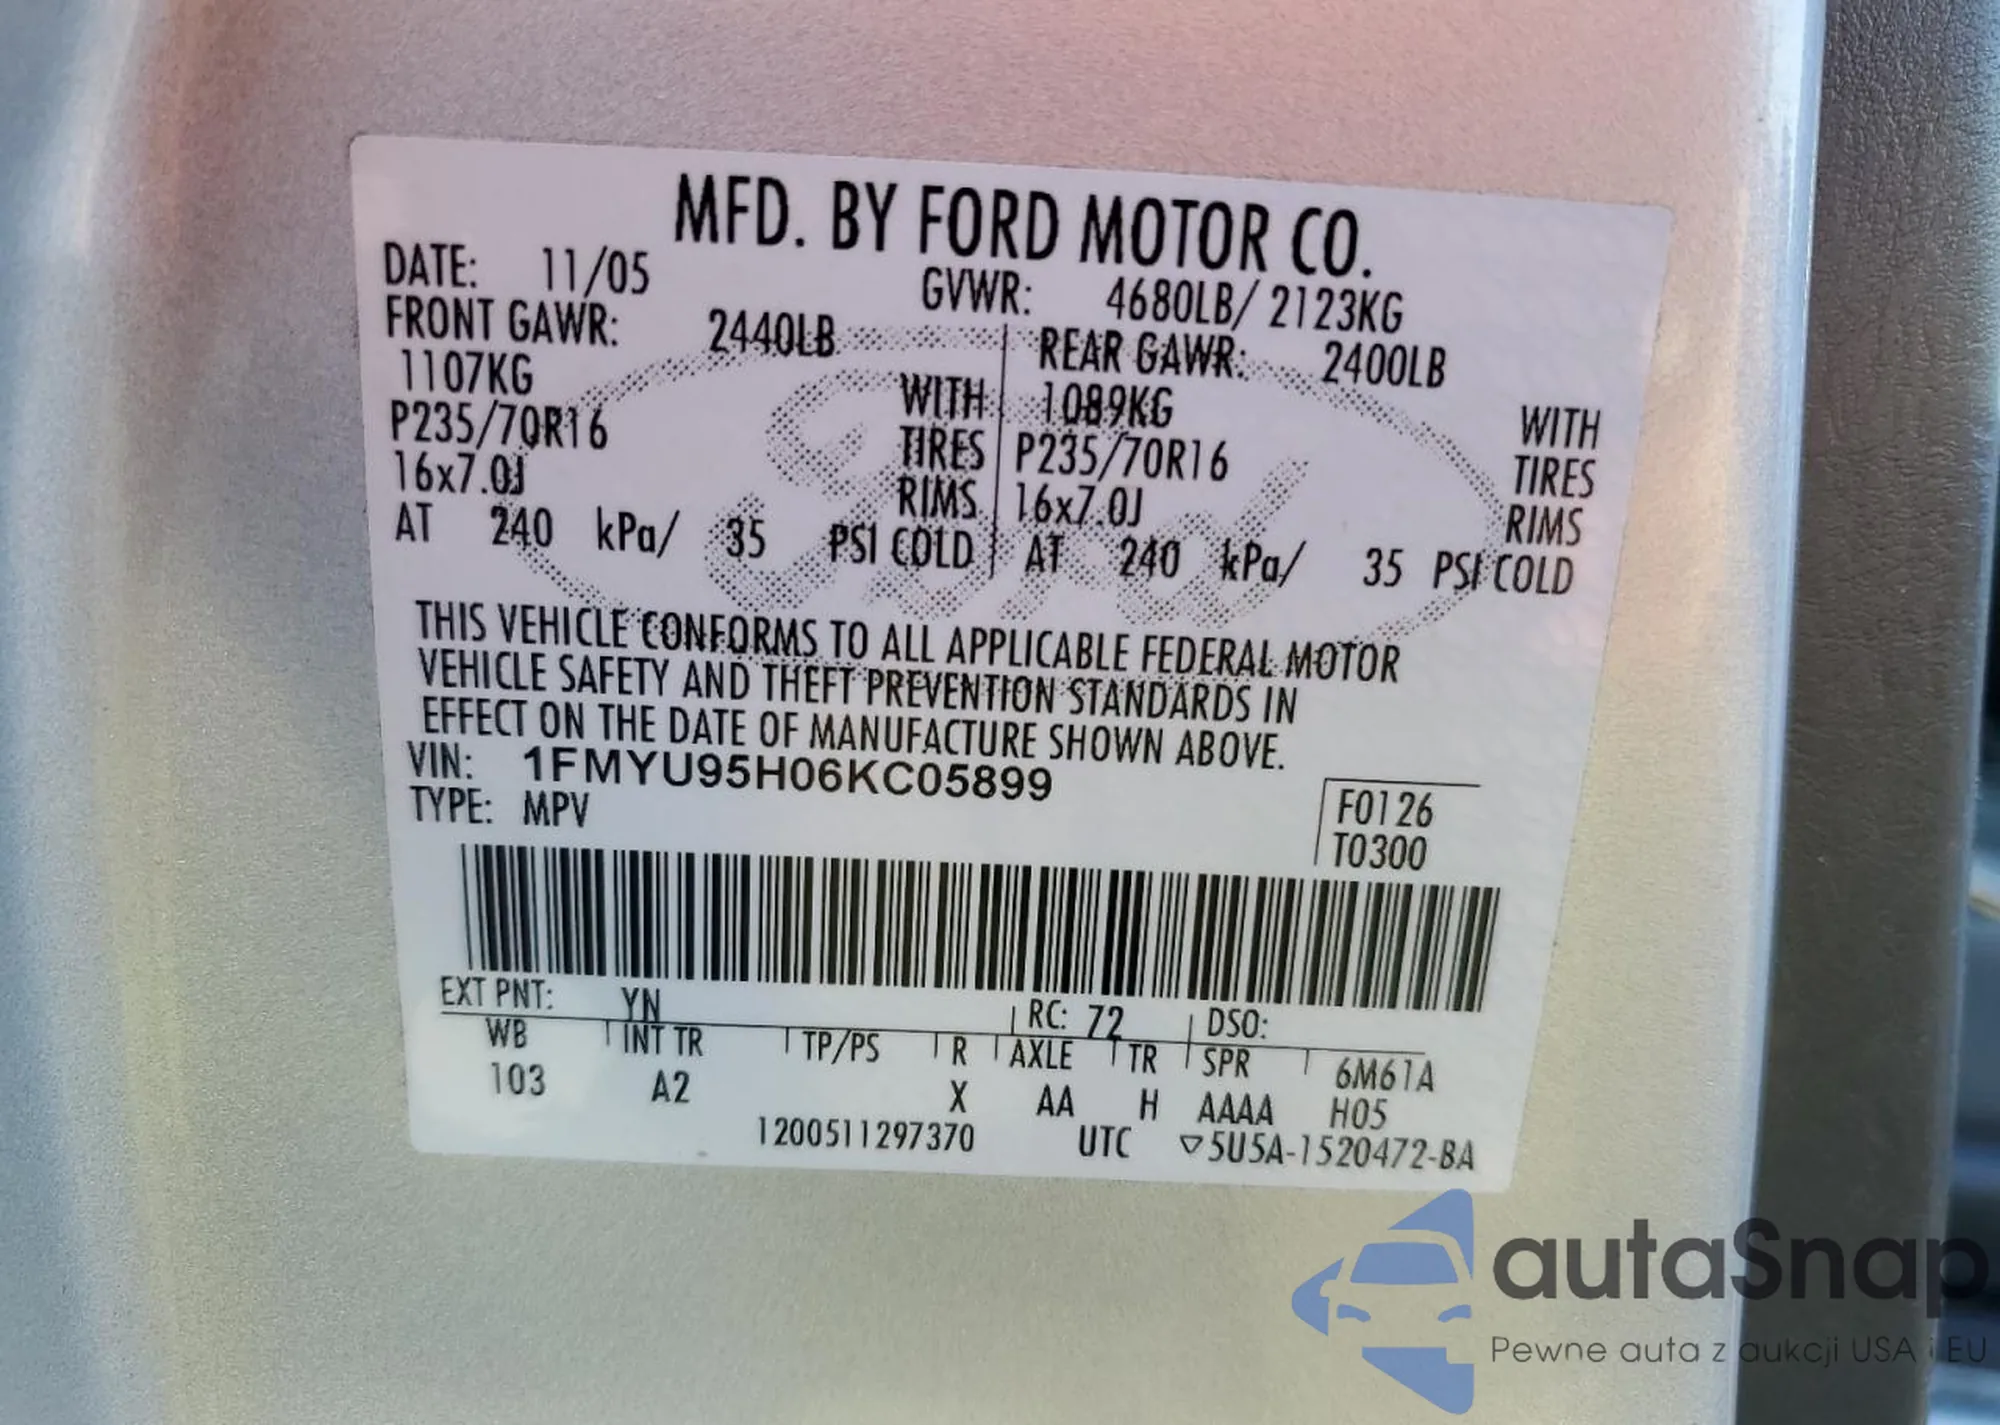 MFD. BY FORD MOTOR CO.
DATE: 11/05 GVWR: 4680LB/ 2123KG
FRONT GAWR: 2440LB REAR GAWR: 2400LB
1107KG WITH 1089KG WITH
P235/70R16 TIRES P235/70R16 TIRES
16x7.0J RIMS 16x7.0J RIMS
AT 240 kPa/ 35 PSI COLD AT 240 kPa/ 35 PSI COLD
Ford
THIS VEHICLE CONFORMS TO ALL APPLICABLE FEDERAL MOTOR
VEHICLE SAFETY AND THEFT PREVENTION STANDARDS IN
EFFECT ON THE DATE OF MANUFACTURE SHOWN ABOVE.
VIN: 1FMYU95H06KC05899
TYPE: MPV
F0126
T0300
EXT PNT: YN RC: 72 DSO:
WB INT TR TP/PS R AXLE TR SPR 6M61A
103 A2 X AA H AAAA H05
1200511297370 UTC ▽5U5A-1520472-BA
autaSnap
Pewne auta z aukcji USA i EU